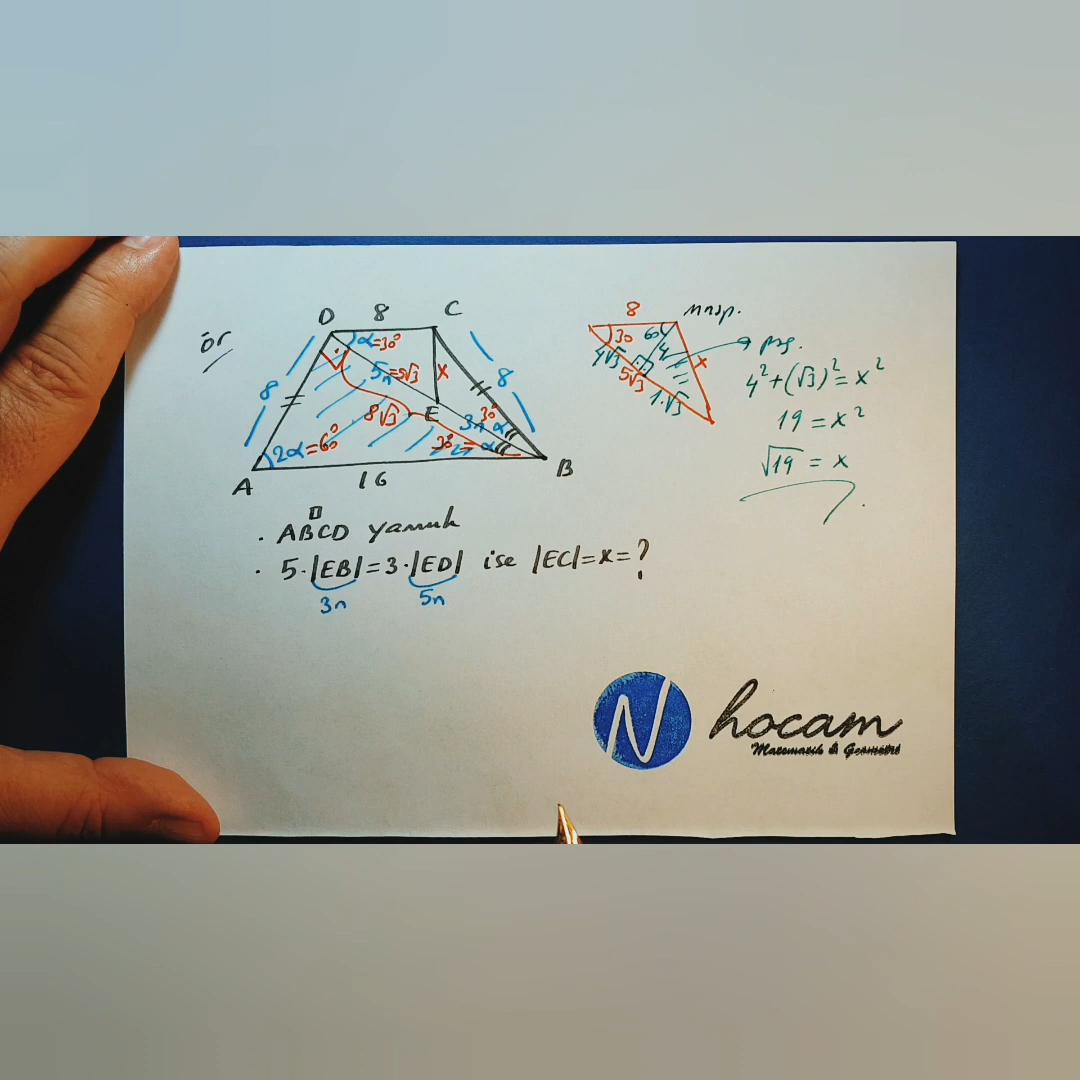 ör
D 8 C
α=30°
8
5n=5√3
x
8
8√3
E
30°
3n α
2α=60°
30°=α
A
16
B
. ABCD yamuk
. 5.|EB|=3.|ED| ise |EC|=x=?
3n 5n
8
30 60
4√3 4 x
5√3
1.√3
4²+(√3)²=x²
19=x²
√19=x
N hocam
Matematik & Geometri